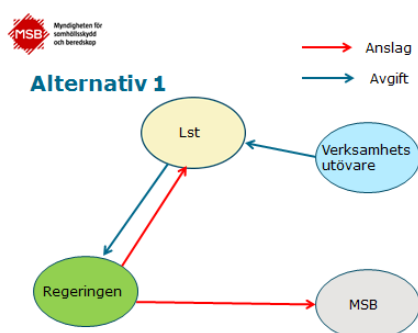 MSB
Myndigheten för
samhällsskydd
och beredskap
Anslag
Avgift
Alternativ 1
Lst
Verksamhets
utövare
Regeringen
MSB